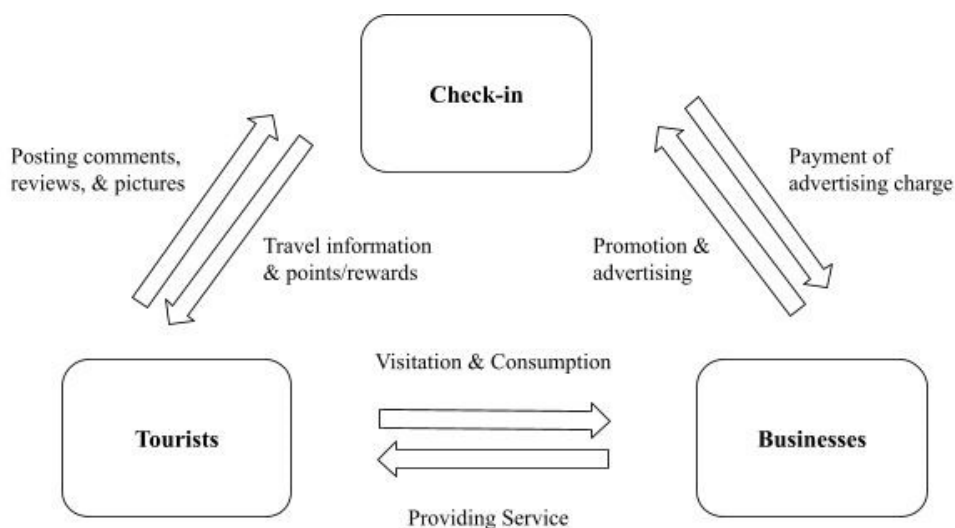 Check-in
Posting comments,
reviews, & pictures
Payment of
advertising charge
Travel information
& points/rewards
Promotion &
advertising
Visitation & Consumption
Tourists
Businesses
Providing Service